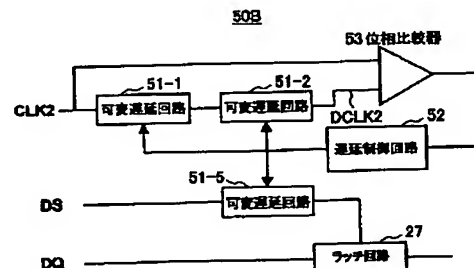 50B
53位相比較器
51-1
51-2
CLK2
可変遅延回路
可変遅延回路
DCLK2
52
遅延制御回路
51-5
DS
可変遅延回路
27
DQ
ラッチ回路